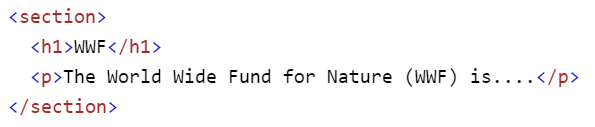 <section>
<h1>WWF</h1>
<p>The World Wide Fund for Nature (WWF) is....</p>
</section>